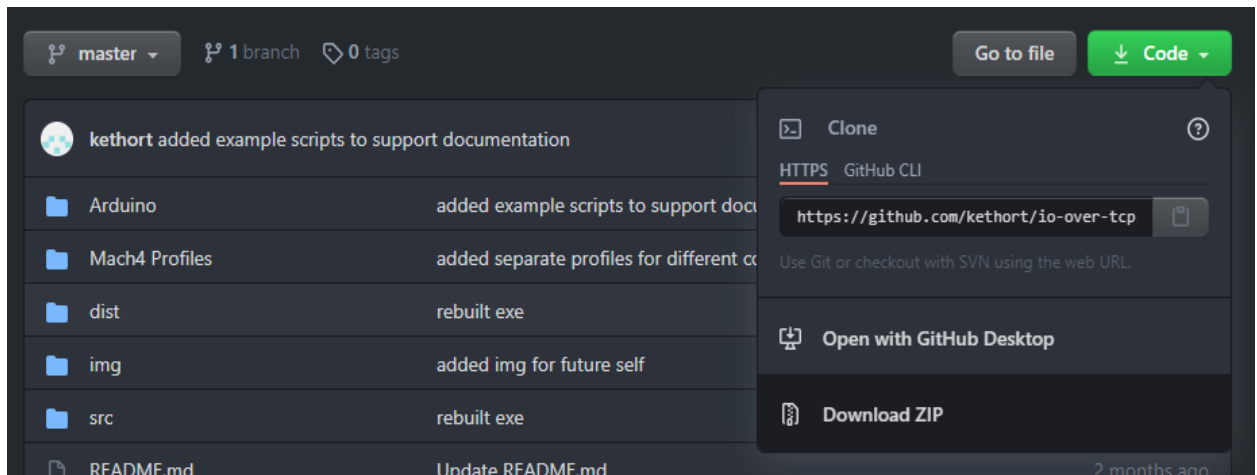 master 1 branch 0 tags Go to file Code
kethort added example scripts to support documentation
Clone
HTTPS GitHub CLI
https://github.com/kethort/io-over-tcp
Use Git or checkout with SVN using the web URL.
Open with GitHub Desktop
Download ZIP
Arduino added example scripts to support docu
Mach4 Profiles added separate profiles for different co
dist rebuilt exe
img added img for future self
src rebuilt exe
README.md Update README.md 2 months ago